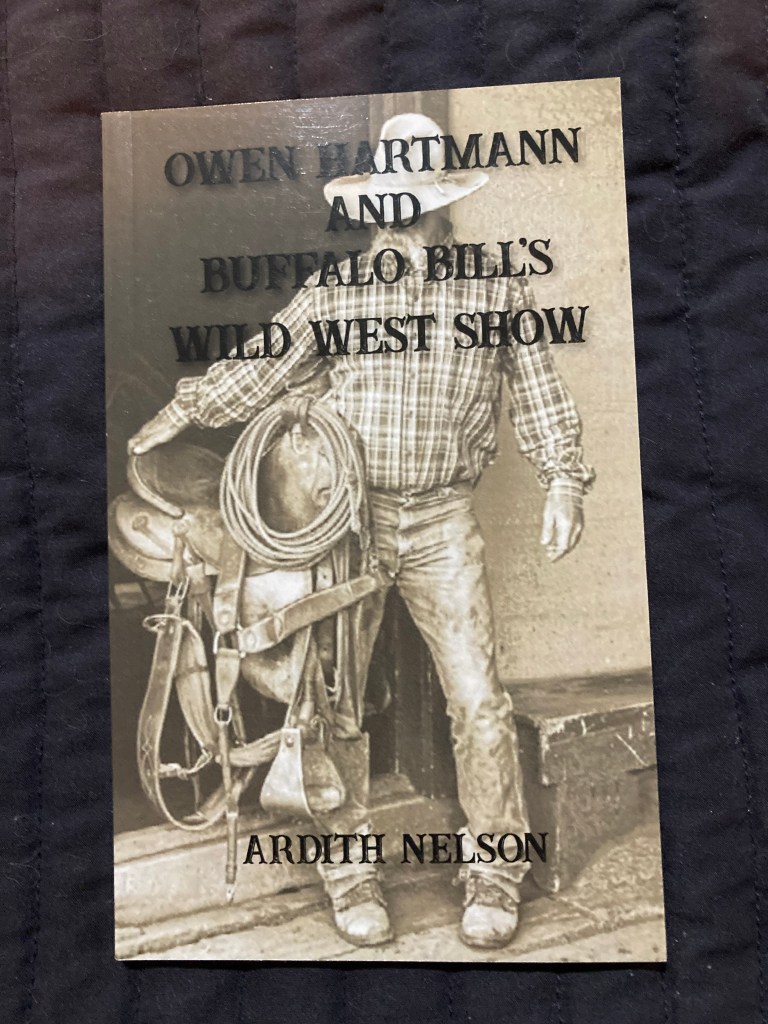 OWEN HARTMANN
AND
BUFFALO BILL'S
WILD WEST SHOW
ARDITH NELSON